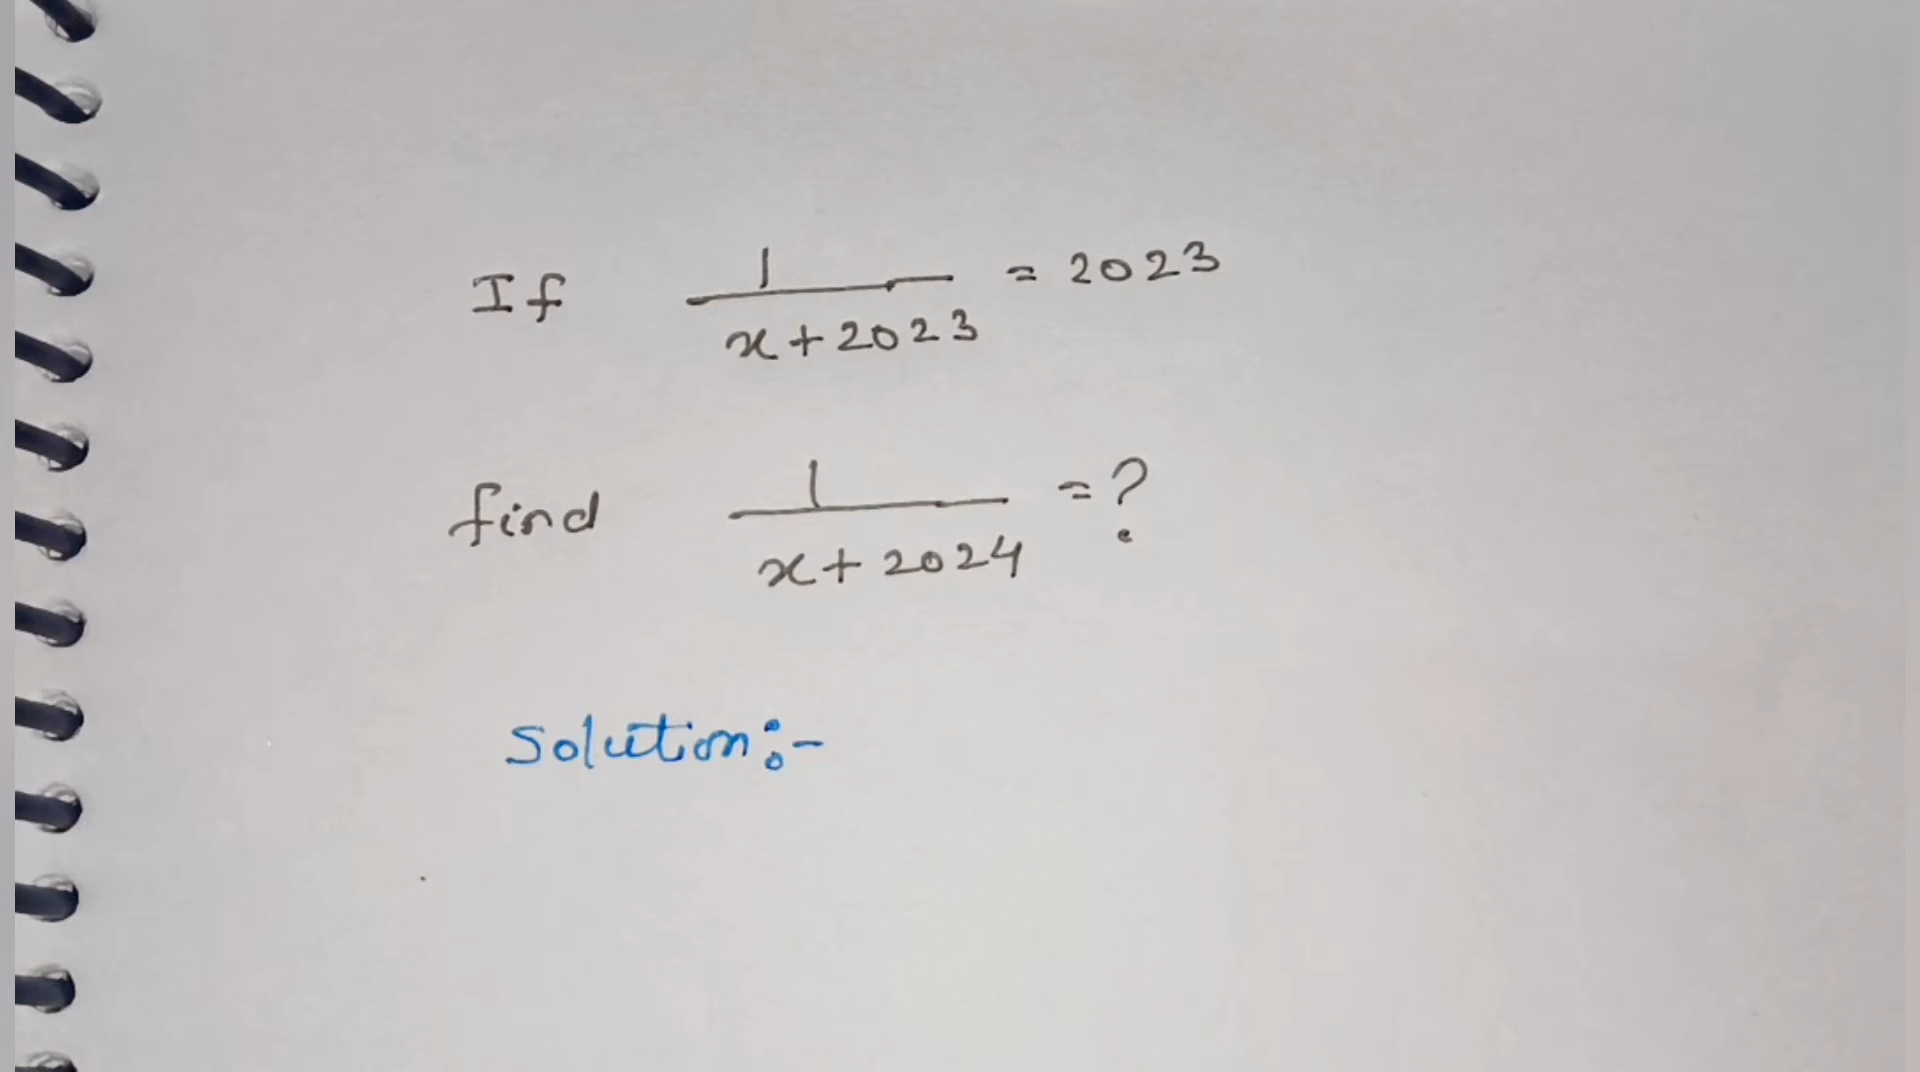 If 1/(x+2023) = 2023
find 1/(x+2024) = ?
Solution:-